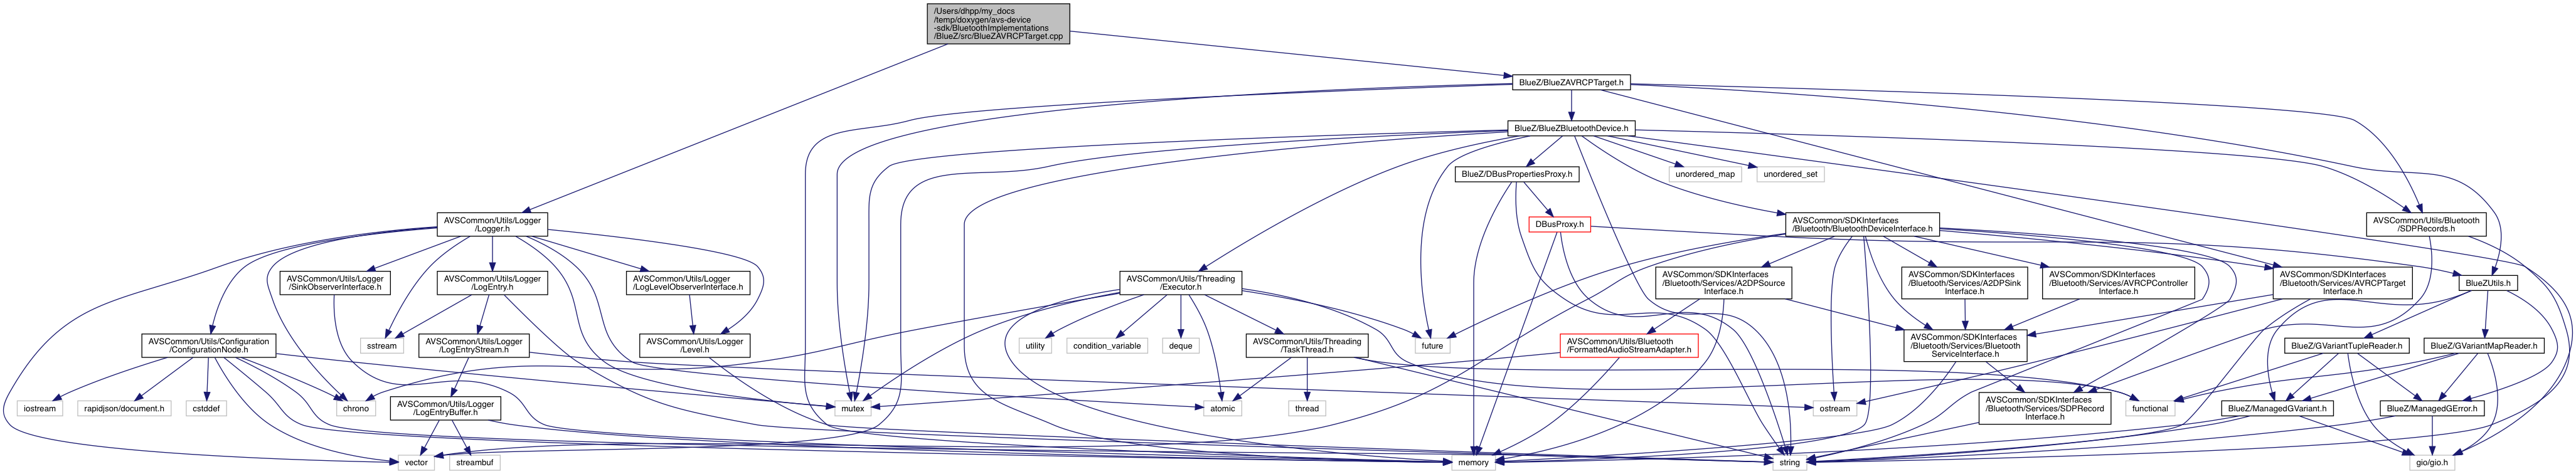 /Users/dhpp/my_docs
/temp/doxygen/avs-device
-sdk/BluetoothImplementations
/BlueZ/src/BlueZAVRCPTarget.cpp
BlueZ/BlueZAVRCPTarget.h
BlueZ/BlueZBluetoothDevice.h
BlueZ/DBusPropertiesProxy.h
unordered_map
unordered_set
AVSCommon/Utils/Logger
/Logger.h
DBusProxy.h
AVSCommon/SDKInterfaces
/Bluetooth/BluetoothDeviceInterface.h
AVSCommon/Utils/Bluetooth
/SDPRecords.h
AVSCommon/Utils/Logger
/SinkObserverInterface.h
AVSCommon/Utils/Logger
/LogEntry.h
AVSCommon/Utils/Logger
/LogLevelObserverInterface.h
AVSCommon/Utils/Threading
/Executor.h
AVSCommon/SDKInterfaces
/Bluetooth/Services/A2DPSource
Interface.h
AVSCommon/SDKInterfaces
/Bluetooth/Services/A2DPSink
Interface.h
AVSCommon/SDKInterfaces
/Bluetooth/Services/AVRCPController
Interface.h
AVSCommon/SDKInterfaces
/Bluetooth/Services/AVRCPTarget
Interface.h
BlueZUtils.h
AVSCommon/Utils/Configuration
/ConfigurationNode.h
sstream
AVSCommon/Utils/Logger
/LogEntryStream.h
AVSCommon/Utils/Logger
/Level.h
utility
condition_variable
deque
AVSCommon/Utils/Threading
/TaskThread.h
future
AVSCommon/Utils/Bluetooth
/FormattedAudioStreamAdapter.h
AVSCommon/SDKInterfaces
/Bluetooth/Services/Bluetooth
ServiceInterface.h
BlueZ/GVariantTupleReader.h
BlueZ/GVariantMapReader.h
iostream
rapidjson/document.h
cstddef
chrono
AVSCommon/Utils/Logger
/LogEntryBuffer.h
mutex
atomic
thread
ostream
AVSCommon/SDKInterfaces
/Bluetooth/Services/SDPRecord
Interface.h
functional
BlueZ/ManagedGVariant.h
BlueZ/ManagedGError.h
vector
streambuf
memory
string
gio/gio.h